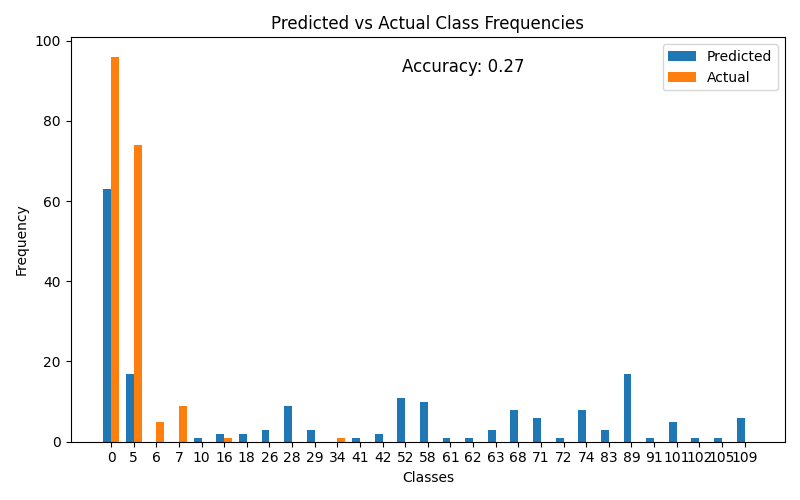 Predicted vs Actual Class Frequencies
Accuracy: 0.27
Predicted
Actual
Frequency
100
80
60
40
20
0
0 5 6 7 10 16 18 26 28 29 34 41 42 52 58 61 62 63 68 71 72 74 83 89 91 101 102 105 109
Classes